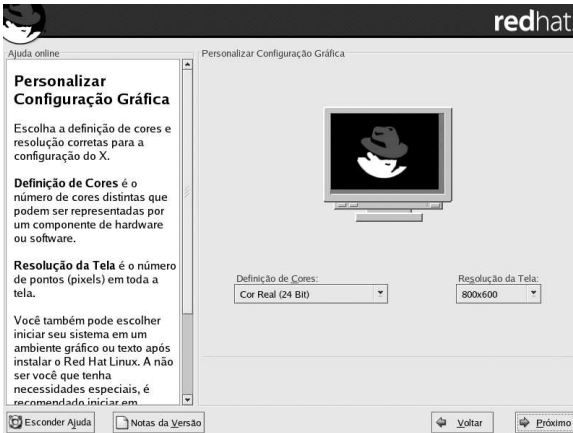 redhat.
Ajuda online
Personalizar
Configuração Gráfica
Escolha a definição de cores e
resolução corretas para a
configuração do X.
Definição de Cores é o
número de cores distintas que
podem ser representadas por
um componente de hardware
ou software.
Resolução da Tela é o número
de pontos (pixels) em toda a
tela.
Você também pode escolher
iniciar seu sistema em um
ambiente gráfico ou texto após
instalar o Red Hat Linux. A não
ser você que tenha
necessidades especiais, é
recomendado iniciar em
Personalizar Configuração Gráfica
Definição de Cores:
Cor Real (24 Bit)
Resolução da Tela:
800x600
Esconder Ajuda
Notas da Versão
Voltar
Próximo